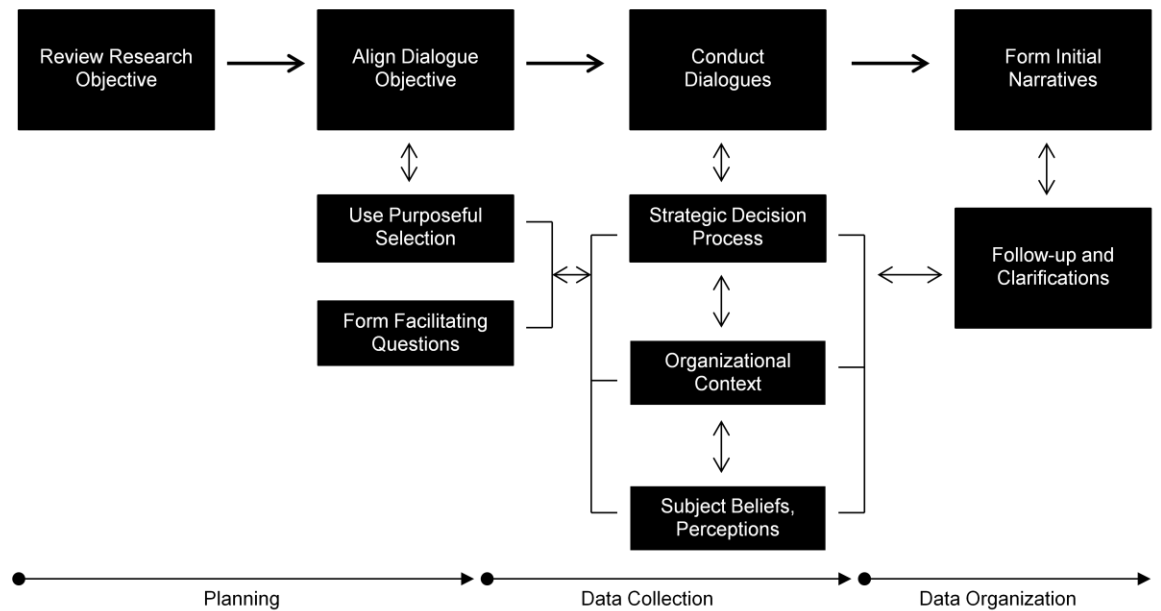 Review Research
Objective
Align Dialogue
Objective
Conduct
Dialogues
Form Initial
Narratives
Use Purposeful
Selection
Form Facilitating
Questions
Strategic Decision
Process
Organizational
Context
Subject Beliefs,
Perceptions
Follow-up and
Clarifications
Planning
Data Collection
Data Organization